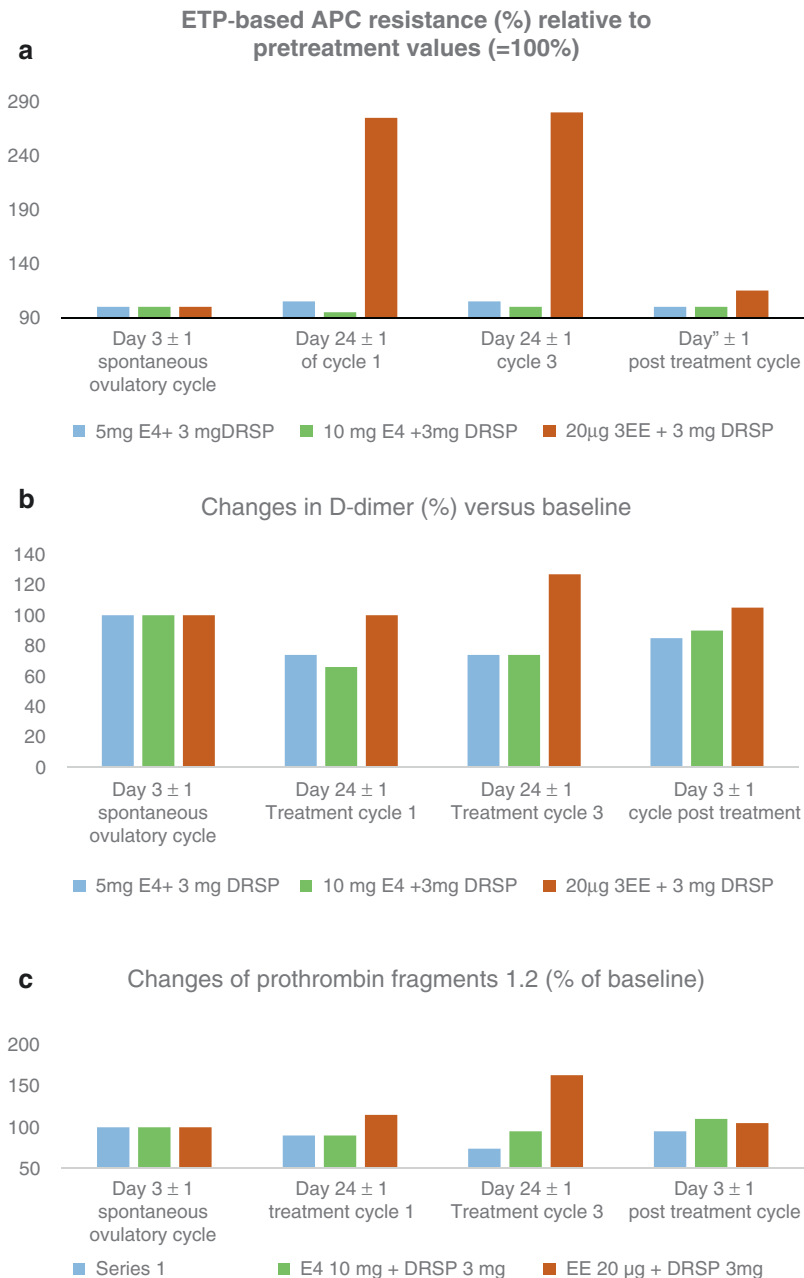 ETP-based APC resistance (%) relative to
pretreatment values (=100%)
a
290
240
190
140
90
Day 3 ± 1
spontaneous
ovulatory cycle
Day 24 ± 1
of cycle 1
Day 24 ± 1
cycle 3
Day” ± 1
post treatment cycle
5mg E4+ 3 mgDRSP
10 mg E4 +3mg DRSP
20µg 3EE + 3 mg DRSP
b
Changes in D-dimer (%) versus baseline
140
120
100
80
60
40
20
0
Day 3 ± 1
spontaneous
ovulatory cycle
Day 24 ± 1
Treatment cycle 1
Day 24 ± 1
Treatment cycle 3
Day 3 ± 1
cycle post treatment
5mg E4+ 3 mg DRSP
10 mg E4 +3mg DRSP
20µg 3EE + 3 mg DRSP
c
Changes of prothrombin fragments 1.2 (% of baseline)
200
150
100
50
Day 3 ± 1
spontaneous
ovulatory cycle
Day 24 ± 1
treatment cycle 1
Day 24 ± 1
Treatment cycle 3
Day 3 ± 1
post treatment cycle
Series 1
E4 10 mg + DRSP 3 mg
EE 20 µg + DRSP 3mg